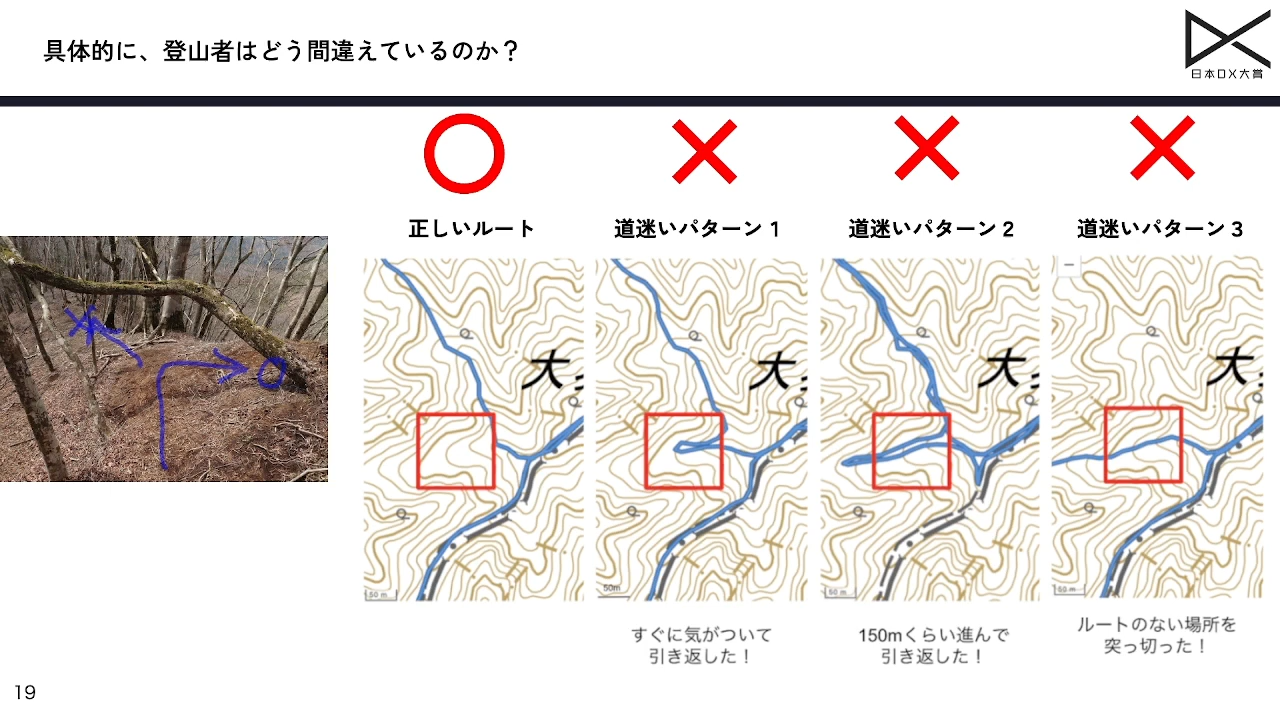 具体的に、登山者はどう間違えているのか？
日本DX大賞
正しいルート
道迷いパターン１
道迷いパターン２
道迷いパターン３
大
大
大
大
50 m
50m
50 m
50 m
すぐに気がついて
引き返した！
150mくらい進んで
引き返した！
ルートのない場所を
突っ切った！
19